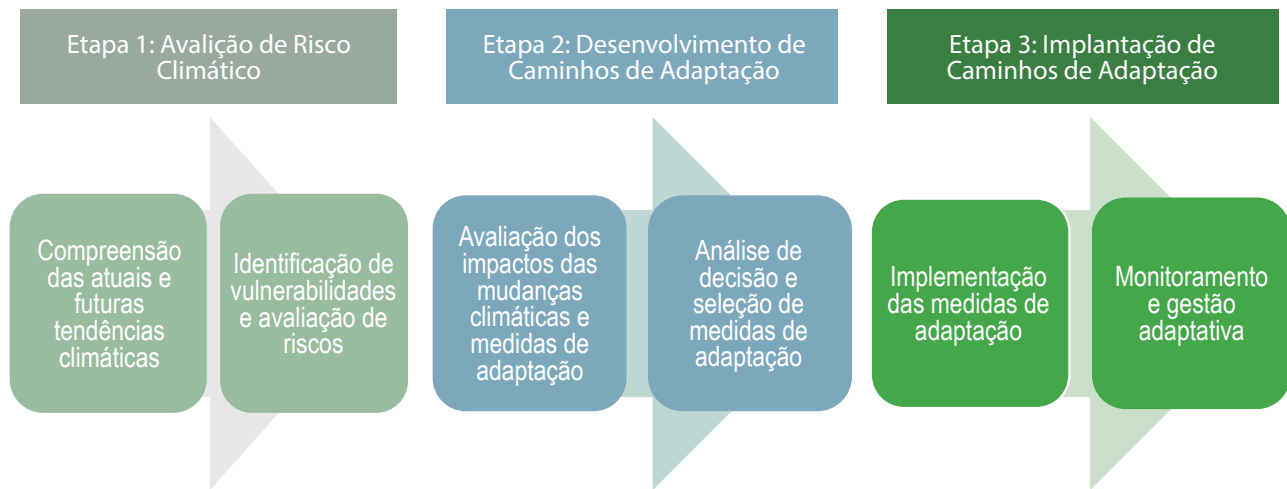 Etapa 1: Avalição de Risco
Climático
Compreensão
das atuais e
futuras
tendências
climáticas
Identificação de
vulnerabilidades
e avaliação de
riscos
Etapa 2: Desenvolvimento de
Caminhos de Adaptação
Avaliação dos
impactos das
mudanças
climáticas e
medidas de
adaptação
Análise de
decisão e
seleção de
medidas de
adaptação
Etapa 3: Implantação de
Caminhos de Adaptação
Implementação
das medidas de
adaptação
Monitoramento
e gestão
adaptativa